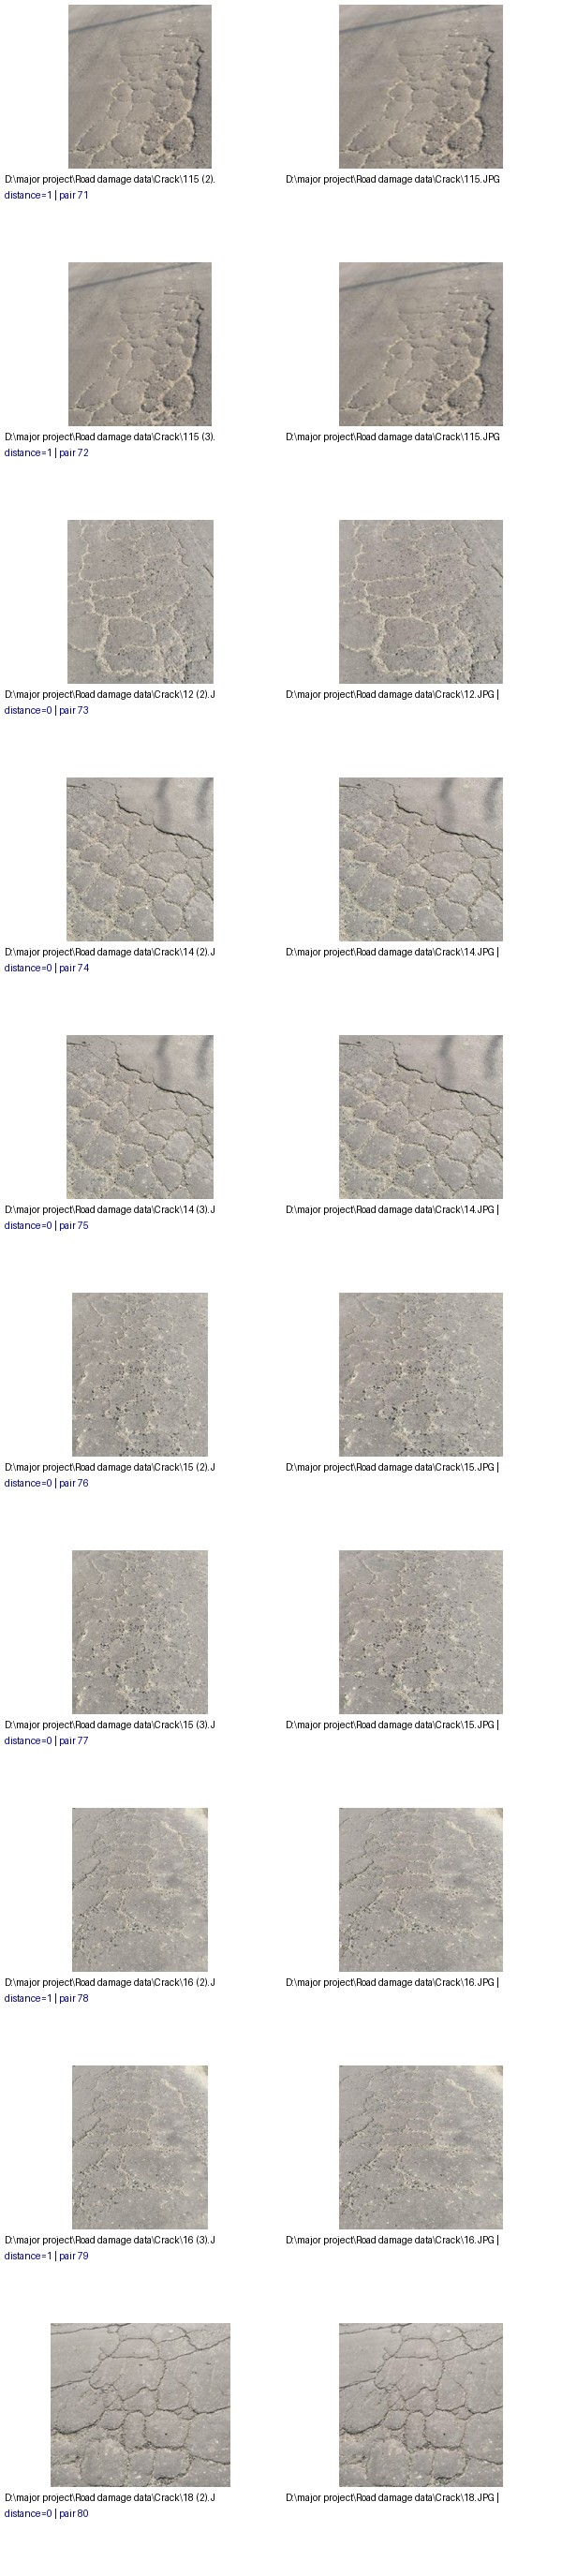 D:\major project\Road damage data\Crack\115 (2). D:\major project\Road damage data\Crack\115.JPG
distance=1 | pair 71
D:\major project\Road damage data\Crack\115 (3). D:\major project\Road damage data\Crack\115.JPG
distance=1 | pair 72
D:\major project\Road damage data\Crack\12 (2).J D:\major project\Road damage data\Crack\12.JPG |
distance=0 | pair 73
D:\major project\Road damage data\Crack\14 (2).J D:\major project\Road damage data\Crack\14.JPG |
distance=0 | pair 74
D:\major project\Road damage data\Crack\14 (3).J D:\major project\Road damage data\Crack\14.JPG |
distance=0 | pair 75
D:\major project\Road damage data\Crack\15 (2).J D:\major project\Road damage data\Crack\15.JPG |
distance=0 | pair 76
D:\major project\Road damage data\Crack\15 (3).J D:\major project\Road damage data\Crack\15.JPG |
distance=0 | pair 77
D:\major project\Road damage data\Crack\16 (2).J D:\major project\Road damage data\Crack\16.JPG |
distance=1 | pair 78
D:\major project\Road damage data\Crack\16 (3).J D:\major project\Road damage data\Crack\16.JPG |
distance=1 | pair 79
D:\major project\Road damage data\Crack\18 (2).J D:\major project\Road damage data\Crack\18.JPG |
distance=0 | pair 80